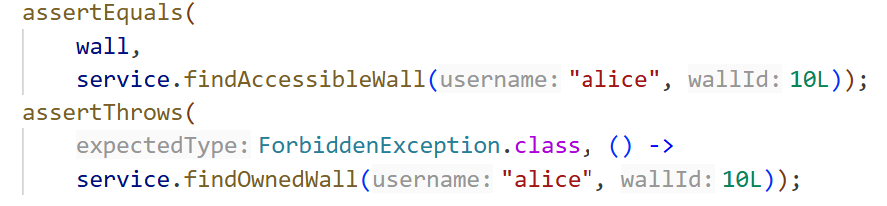 assertEquals(
wall,
service.findAccessibleWall(username: "alice", wallId: 10L));
assertThrows(
expectedType: ForbiddenException.class, () ->
service.findOwnedWall(username: "alice", wallId: 10L));